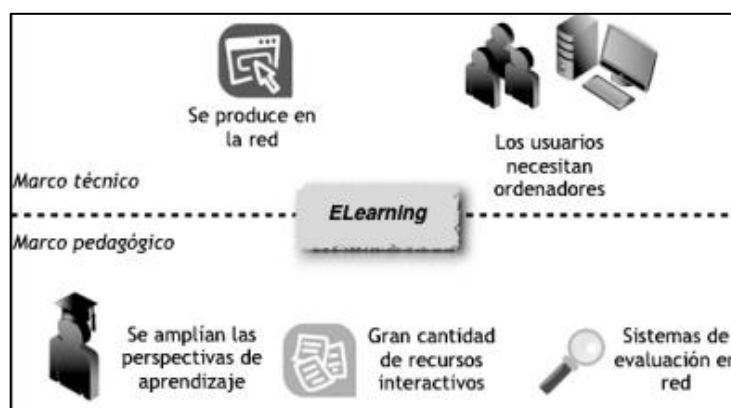 Se produce en
la red
Los usuarios
necesitan
ordenadores
Marco técnico
ELearning
Marco pedagógico
Se amplían las
perspectivas de
aprendizaje
Gran cantidad
de recursos
interactivos
Sistemas de
evaluación en
red